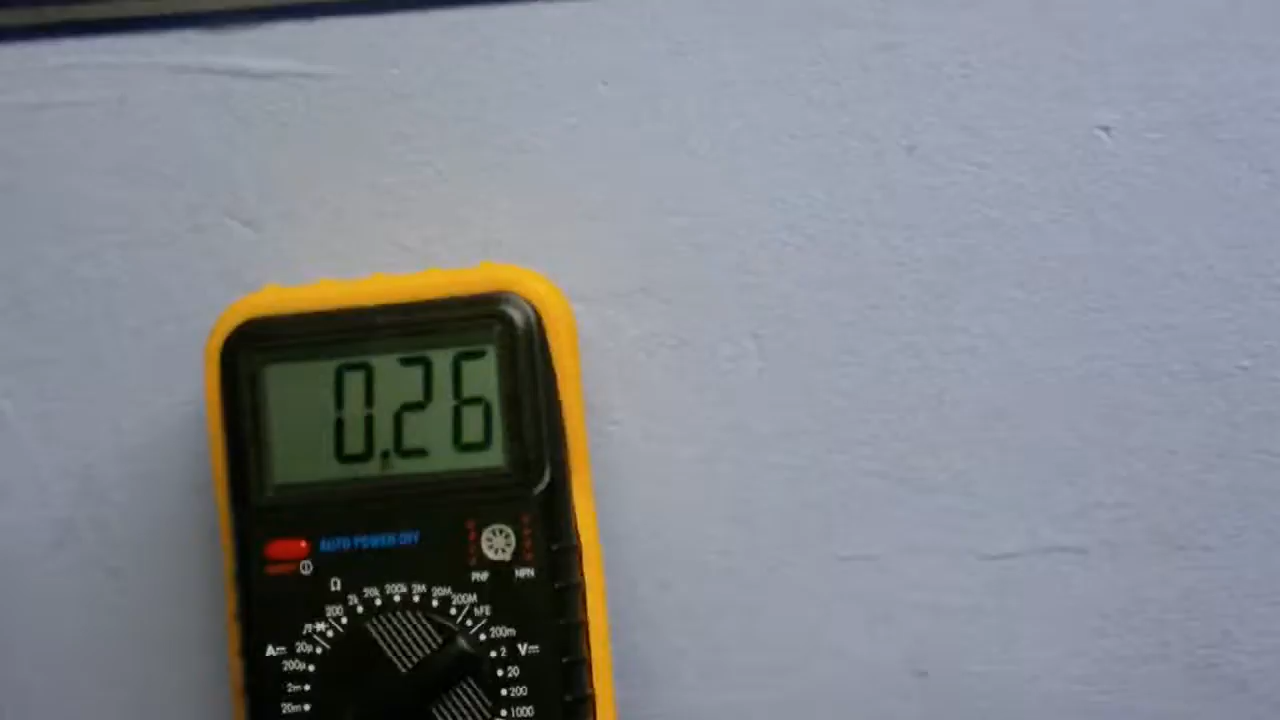 0.26
AUTO POWER OFF
PNP NPN
Ω
200 2k 20k 200k 2M 20M 200M hFE
A 20μ 200m
2 V
200μ 20
2m 200
20m 1000